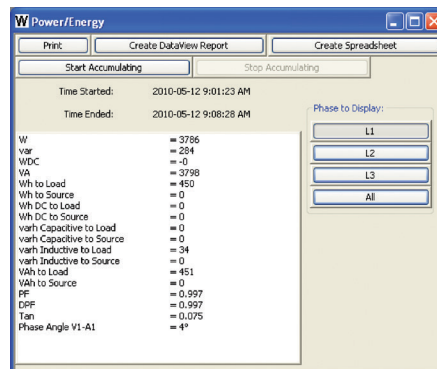 W Power/Energy
Print Create DataView Report Create Spreadsheet
Start Accumulating Stop Accumulating
Time Started: 2010-05-12 9:01:23 AM
Time Ended: 2010-05-12 9:08:28 AM
Phase to Display:
L1
L2
L3
All
W = 3786
var = 284
WDC = -0
VA = 3798
Wh to Load = 450
Wh to Source = 0
Wh DC to Load = 0
Wh DC to Source = 0
varh Capacitive to Load = 0
varh Capacitive to Source = 0
varh Inductive to Load = 34
varh Inductive to Source = 0
VAh to Load = 451
VAh to Source = 0
PF = 0.997
DPF = 0.997
Tan = 0.075
Phase Angle V1-A1 = 4°